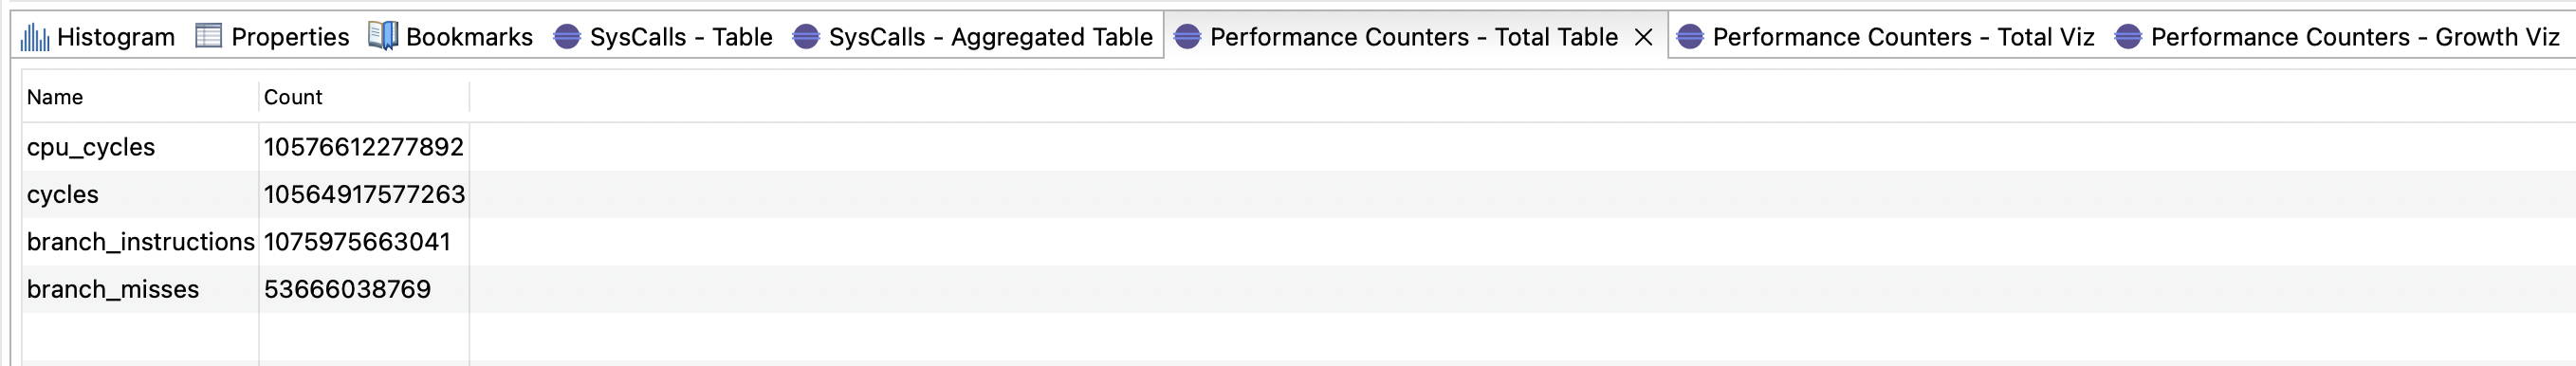 Histogram Properties Bookmarks SysCalls - Table SysCalls - Aggregated Table Performance Counters - Total Table Performance Counters - Total Viz Performance Counters - Growth Viz
Name Count
cpu_cycles 10576612277892
cycles 10564917577263
branch_instructions 1075975663041
branch_misses 53666038769